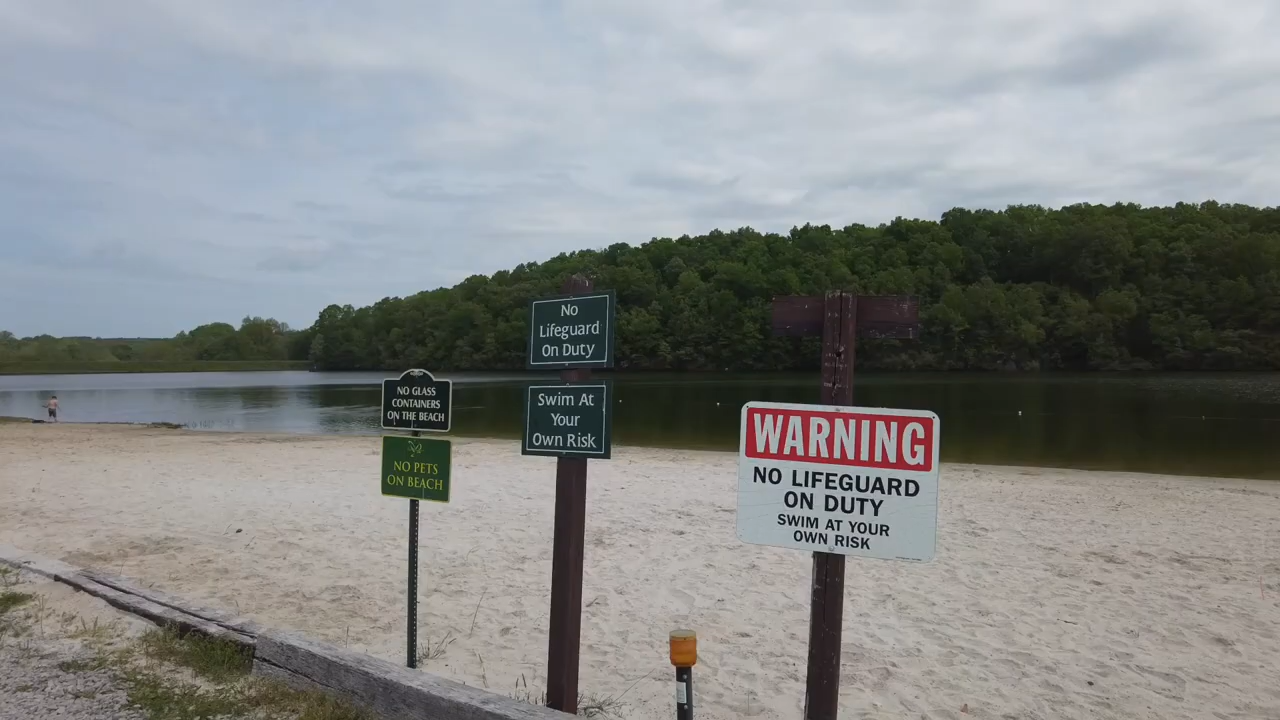 NO GLASS
CONTAINERS
ON THE BEACH
NO PETS
ON BEACH
No
Lifeguard
On Duty
Swim At
Your
Own Risk
WARNING
NO LIFEGUARD
ON DUTY
SWIM AT YOUR
OWN RISK